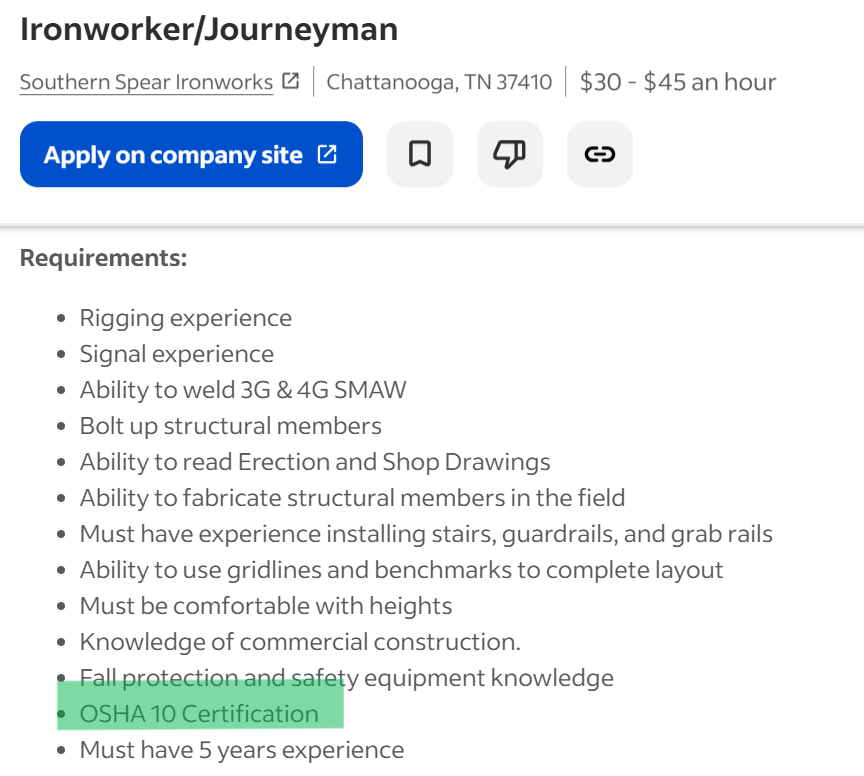 Ironworker/Journeyman
Southern Spear Ironworks Chattanooga, TN 37410 $30 - $45 an hour
Apply on company site
Requirements:
Rigging experience
Signal experience
Ability to weld 3G & 4G SMAW
Bolt up structural members
Ability to read Erection and Shop Drawings
Ability to fabricate structural members in the field
Must have experience installing stairs, guardrails, and grab rails
Ability to use gridlines and benchmarks to complete layout
Must be comfortable with heights
Knowledge of commercial construction.
Fall protection and safety equipment knowledge
OSHA 10 Certification
Must have 5 years experience